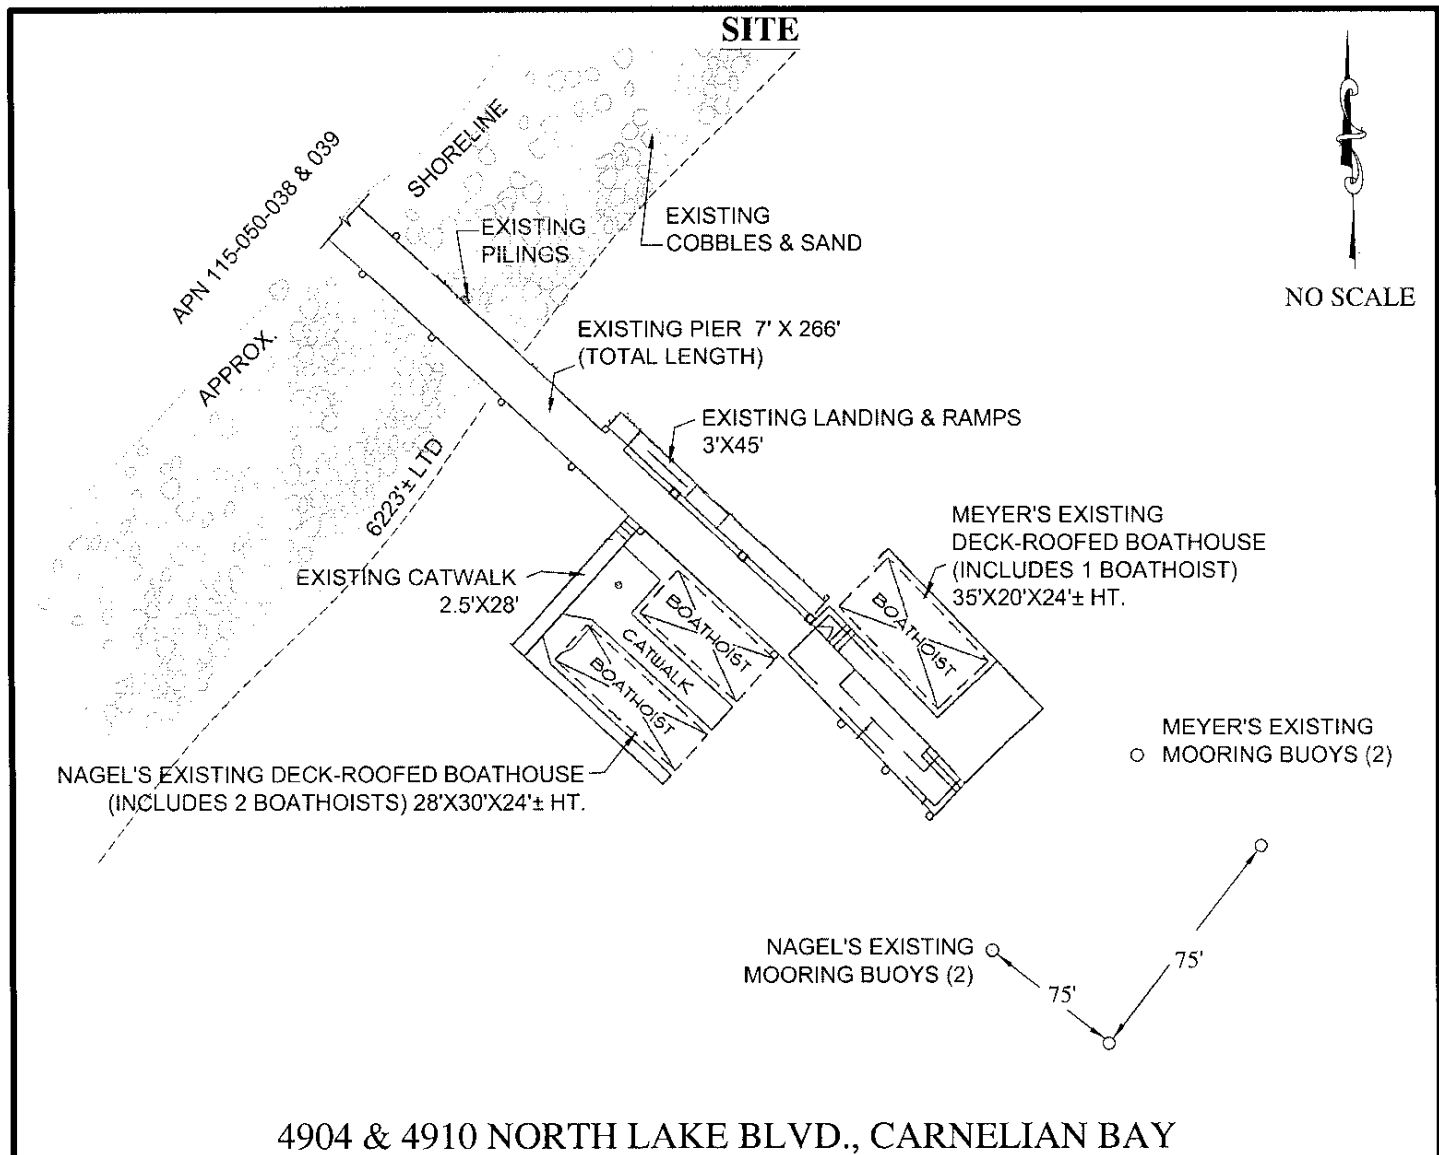 SITE
SHORELINE
APN 115-050-038 & 039
EXISTING
PILINGS
EXISTING
COBBLES & SAND
NO SCALE
EXISTING PIER 7' X 266'
(TOTAL LENGTH)
APPROX.
EXISTING LANDING & RAMPS
3'X45'
6223'± LTD
MEYER'S EXISTING
DECK-ROOFED BOATHOUSE
(INCLUDES 1 BOATHOIST)
35'X20'X24'± HT.
EXISTING CATWALK
2.5'X28'
BOATHOIST
BOATHOIST
CATWALK
BOATHOIST
MEYER'S EXISTING
MOORING BUOYS (2)
NAGEL'S EXISTING DECK-ROOFED BOATHOUSE
(INCLUDES 2 BOATHOISTS) 28'X30'X24'± HT.
NAGEL'S EXISTING
MOORING BUOYS (2)
75'
75'
4904 & 4910 NORTH LAKE BLVD., CARNELIAN BAY